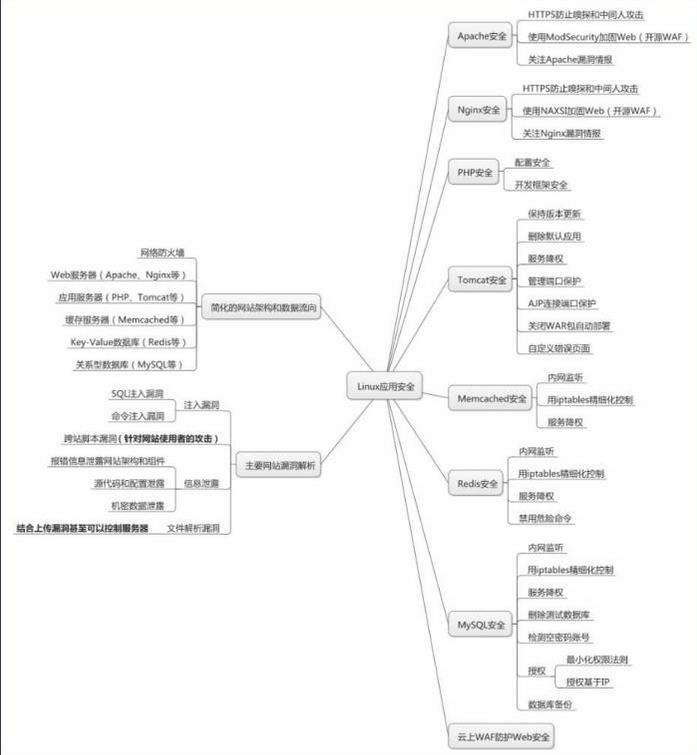 Linux应用安全
简化的网站架构和数据流向
网络防火墙
Web服务器（Apache、Nginx等）
应用服务器（PHP、Tomcat等）
缓存服务器（Memcached等）
Key-Value数据库（Redis等）
关系型数据库（MySQL等）
主要网站漏洞解析
注入漏洞
SQL注入漏洞
命令注入漏洞
跨站脚本漏洞（针对网站使用者的攻击）
信息泄露
报错信息泄露网站架构和组件
源代码和配置泄露
机密数据泄露
文件解析漏洞
结合上传漏洞甚至可以控制服务器
Apache安全
HTTPS防止嗅探和中间人攻击
使用ModSecurity加固Web（开源WAF）
关注Apache漏洞情报
Nginx安全
HTTPS防止嗅探和中间人攻击
使用NAXSI加固Web（开源WAF）
关注Nginx漏洞情报
PHP安全
配置安全
开发框架安全
Tomcat安全
保持版本更新
删除默认应用
服务降权
管理端口保护
AJP连接端口保护
关闭WAR包自动部署
自定义错误页面
Memcached安全
内网监听
用iptables精细化控制
服务降权
Redis安全
内网监听
用iptables精细化控制
服务降权
禁用危险命令
MySQL安全
内网监听
用iptables精细化控制
服务降权
删除测试数据库
检测空密码账号
授权
最小化权限法则
授权基于IP
数据库备份
云上WAF防护Web安全